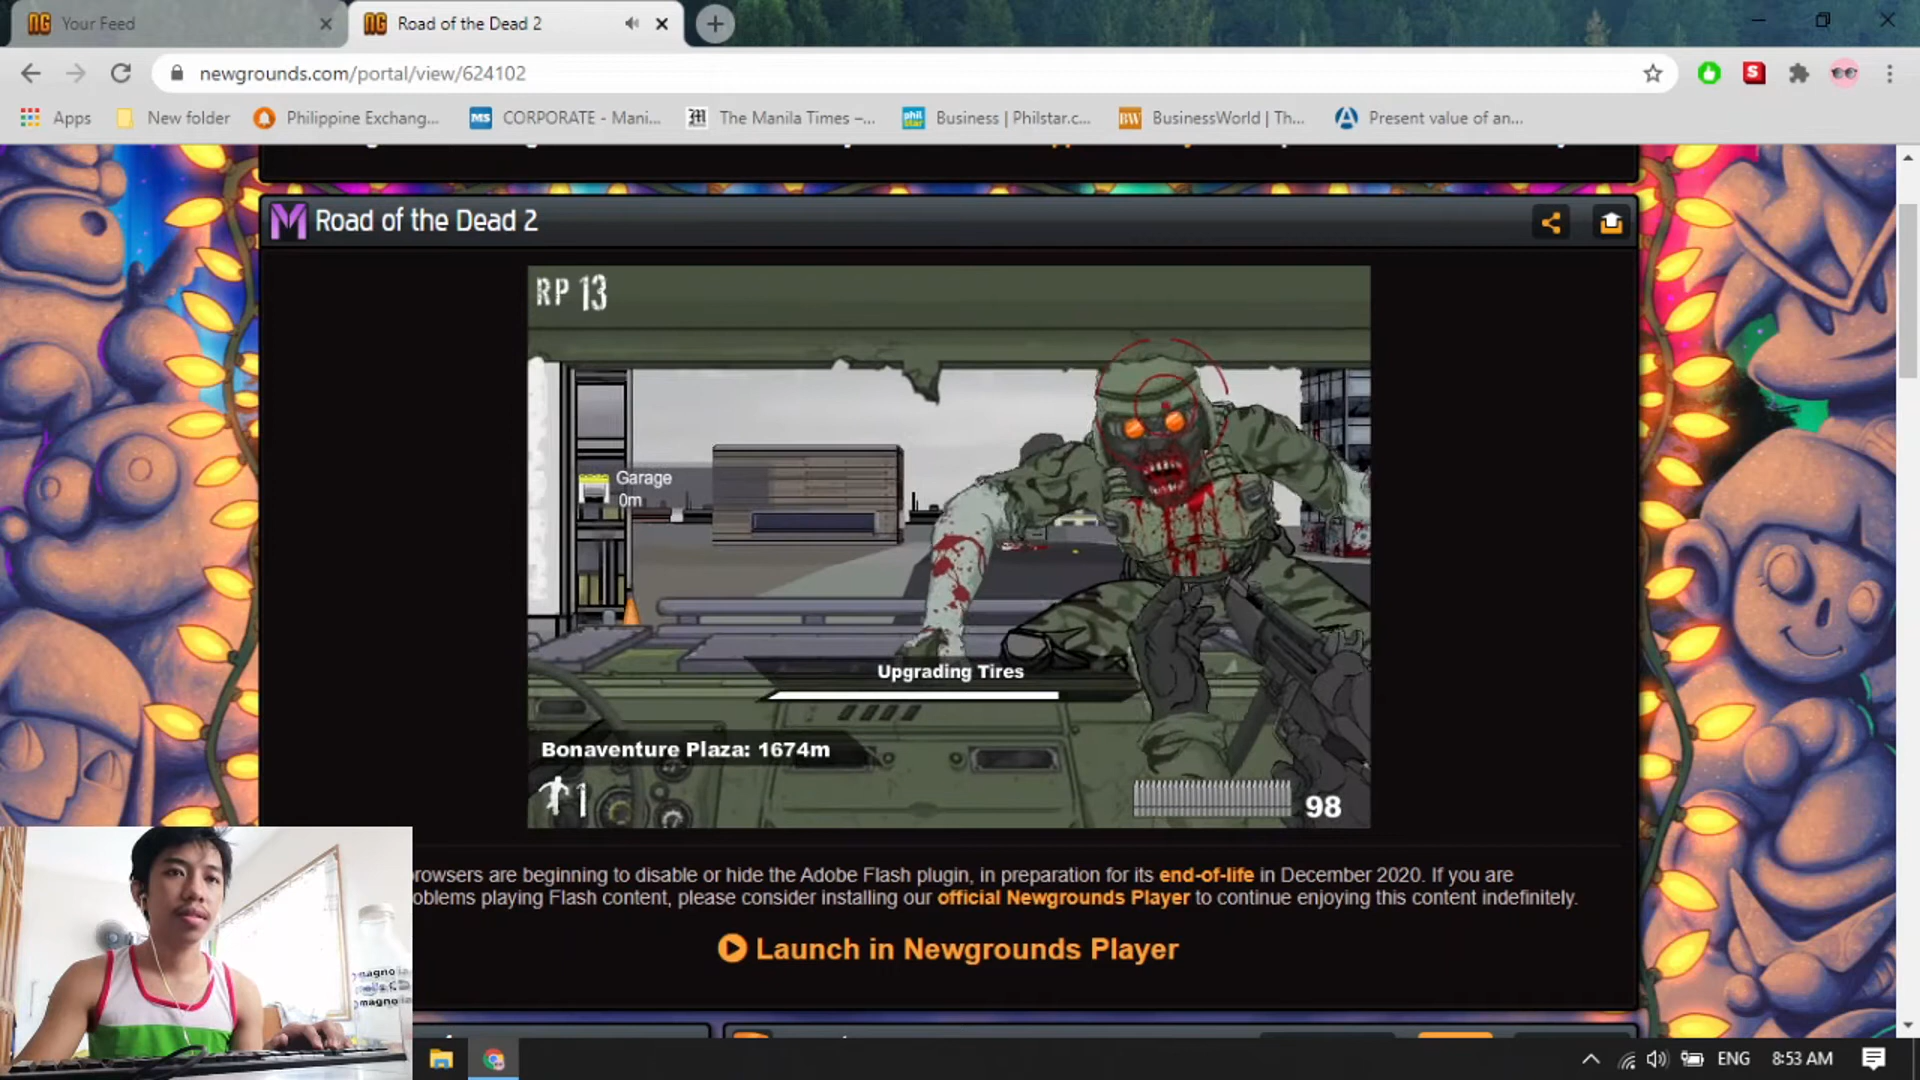 Your Feed
Road of the Dead 2
newgrounds.com/portal/view/624102
Apps
New folder
Philippine Exchang...
CORPORATE - Mani...
The Manila Times –...
Business | Philstar.c...
BusinessWorld | Th...
Present value of an...
Road of the Dead 2
RP 13
Garage
0m
Upgrading Tires
Bonaventure Plaza: 1674m
1
98
rowsers are beginning to disable or hide the Adobe Flash plugin, in preparation for its end-of-life in December 2020. If you are
oblems playing Flash content, please consider installing our official Newgrounds Player to continue enjoying this content indefinitely.
Launch in Newgrounds Player
magnolia
magnolia
ENG
8:53 AM